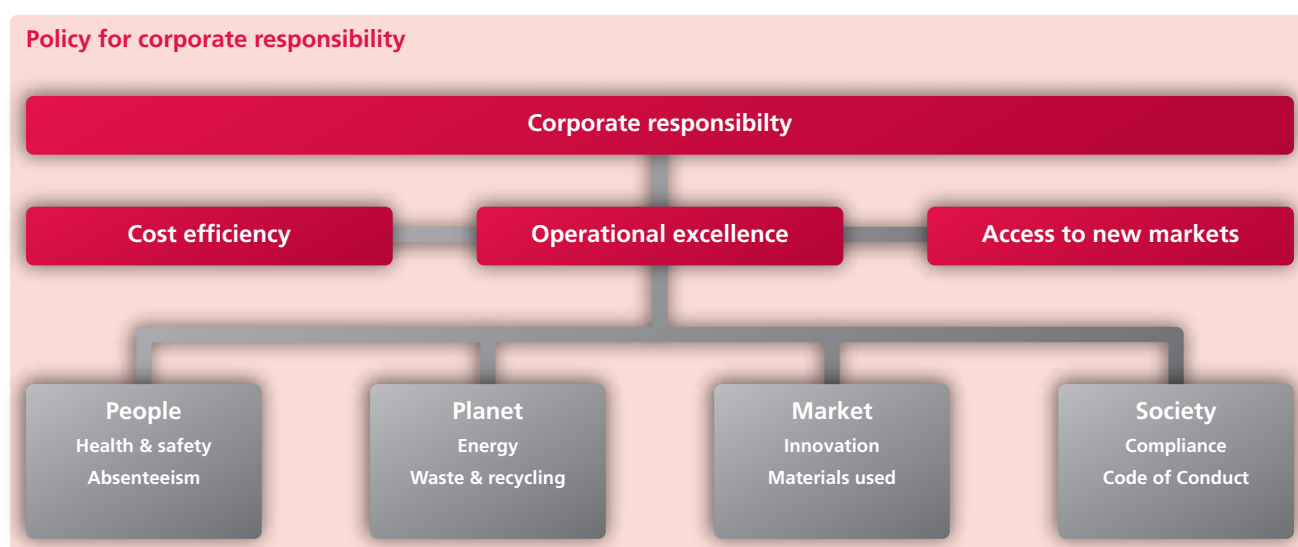 Policy for corporate responsibility
Corporate responsibilty
Cost efficiency
Operational excellence
Access to new markets
People
Health & safety
Absenteeism
Planet
Energy
Waste & recycling
Market
Innovation
Materials used
Society
Compliance
Code of Conduct